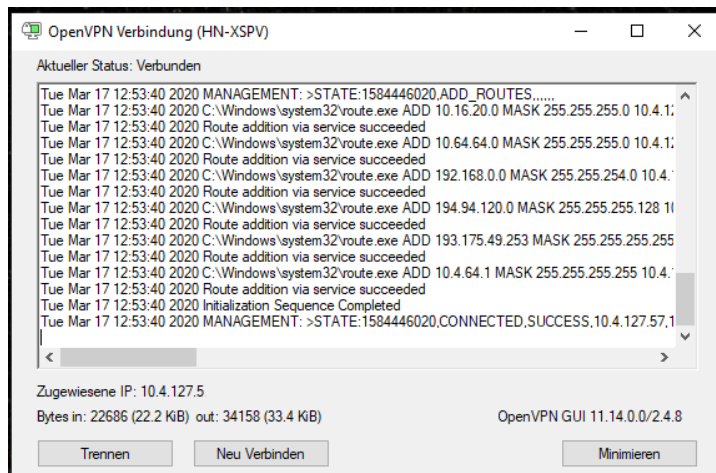 OpenVPN Verbindung (HN-XSPV)
Aktueller Status: Verbunden
Tue Mar 17 12:53:40 2020 MANAGEMENT: >STATE:1584446020,ADD_ROUTES,,,,,,
Tue Mar 17 12:53:40 2020 C:\Windows\system32\route.exe ADD 10.16.20.0 MASK 255.255.255.0 10.4.12
Tue Mar 17 12:53:40 2020 Route addition via service succeeded
Tue Mar 17 12:53:40 2020 C:\Windows\system32\route.exe ADD 10.64.64.0 MASK 255.255.255.0 10.4.12
Tue Mar 17 12:53:40 2020 Route addition via service succeeded
Tue Mar 17 12:53:40 2020 C:\Windows\system32\route.exe ADD 192.168.0.0 MASK 255.255.254.0 10.4.
Tue Mar 17 12:53:40 2020 Route addition via service succeeded
Tue Mar 17 12:53:40 2020 C:\Windows\system32\route.exe ADD 194.94.120.0 MASK 255.255.255.128 10
Tue Mar 17 12:53:40 2020 Route addition via service succeeded
Tue Mar 17 12:53:40 2020 C:\Windows\system32\route.exe ADD 193.175.49.253 MASK 255.255.255.255
Tue Mar 17 12:53:40 2020 Route addition via service succeeded
Tue Mar 17 12:53:40 2020 C:\Windows\system32\route.exe ADD 10.4.64.1 MASK 255.255.255.255 10.4.
Tue Mar 17 12:53:40 2020 Route addition via service succeeded
Tue Mar 17 12:53:40 2020 Initialization Sequence Completed
Tue Mar 17 12:53:40 2020 MANAGEMENT: >STATE:1584446020,CONNECTED,SUCCESS,10.4.127.57,1
Zugewiesene IP: 10.4.127.5
Bytes in: 22686 (22.2 KiB) out: 34158 (33.4 KiB) OpenVPN GUI 11.14.0.0/2.4.8
Trennen Neu Verbinden Minimieren